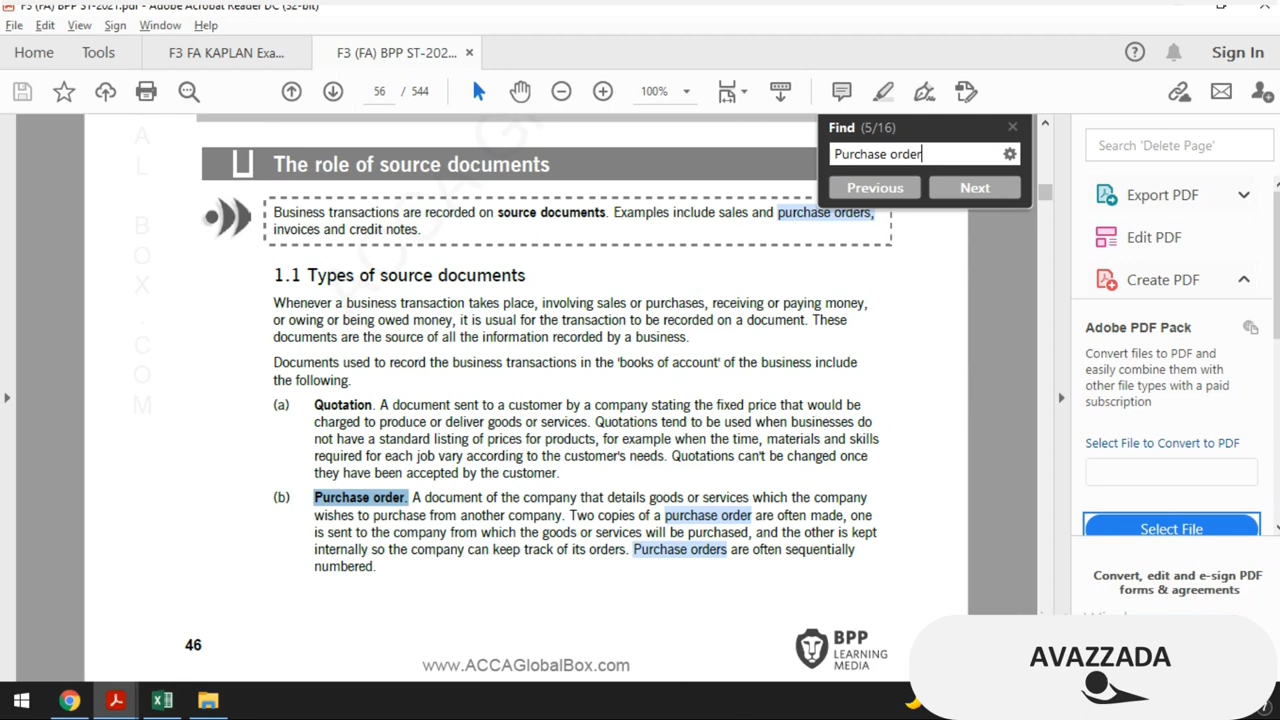 F3 (FA) BPP ST-2021.pdf - Adobe Acrobat Reader DC (32-bit)
File Edit View Sign Window Help
Home Tools F3 FA KAPLAN Exa... F3 (FA) BPP ST-202... Sign In
56 / 544 100%
Find (5/16)
Purchase order
Previous Next
The role of source documents
Business transactions are recorded on source documents. Examples include sales and purchase orders,
invoices and credit notes.
1.1 Types of source documents
Whenever a business transaction takes place, involving sales or purchases, receiving or paying money,
or owing or being owed money, it is usual for the transaction to be recorded on a document. These
documents are the source of all the information recorded by a business.
Documents used to record the business transactions in the 'books of account' of the business include
the following.
(a) Quotation. A document sent to a customer by a company stating the fixed price that would be
charged to produce or deliver goods or services. Quotations tend to be used when businesses do
not have a standard listing of prices for products, for example when the time, materials and skills
required for each job vary according to the customer's needs. Quotations can't be changed once
they have been accepted by the customer.
(b) Purchase order. A document of the company that details goods or services which the company
wishes to purchase from another company. Two copies of a purchase order are often made, one
is sent to the company from which the goods or services will be purchased, and the other is kept
internally so the company can keep track of its orders. Purchase orders are often sequentially
numbered.
46
www.ACCAGlobalBox.com
BPP
LEARNING
MEDIA
A
L
B
O
X
.
C
O
M
Search 'Delete Page'
Export PDF
Edit PDF
Create PDF
Adobe PDF Pack
Convert files to PDF and
easily combine them with
other file types with a paid
subscription
Select File to Convert to PDF
Select File
Convert, edit and e-sign PDF
forms & agreements
AVAZZADA